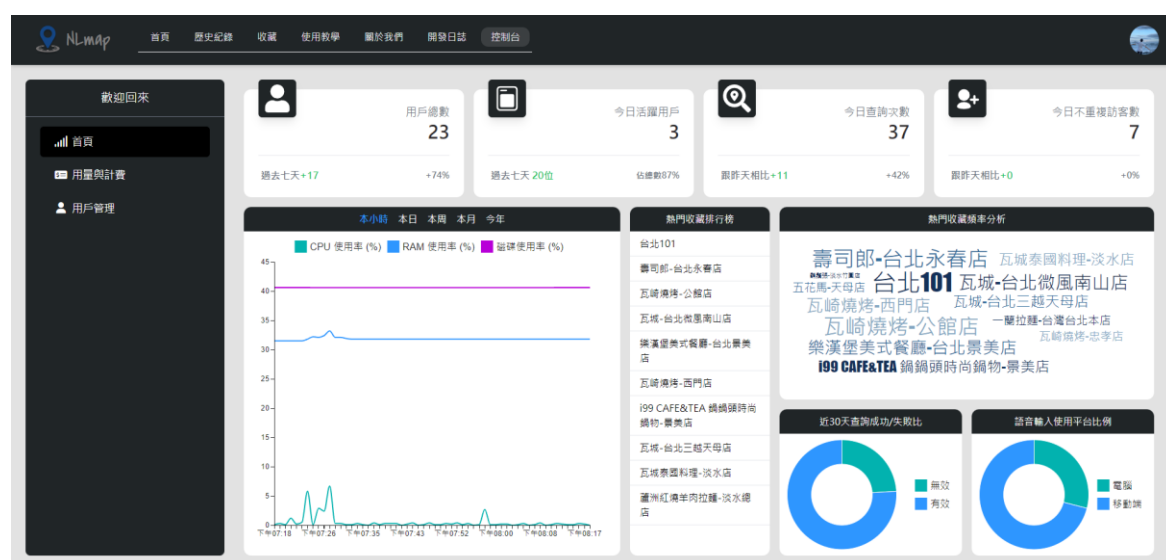 NLmap
首頁 歷史紀錄 收藏 使用教學 關於我們 開發日誌 控制台
歡迎回來
首頁
用量與計費
用戶管理
用戶總數
23
過去七天+17 +74%
今日活躍用戶
3
過去七天 20位 佔總數87%
今日查詢次數
37
跟昨天相比+11 +42%
今日不重複訪客數
7
跟昨天相比+0 +0%
本小時 本日 本周 本月 今年
CPU 使用率 (%) RAM 使用率 (%) 磁碟使用率 (%)
45
40
35
30
25
20
15
10
5
0
下午07:18 下午07:26 下午07:35 下午07:43 下午07:52 下午08:00 下午08:08 下午08:17
熱門收藏排行榜
台北101
壽司郎-台北永春店
瓦崎燒烤-公館店
瓦城-台北微風南山店
樂漢堡美式餐廳-台北景美
店
瓦崎燒烤-西門店
i99 CAFE&TEA 鍋鍋頭時尚
鍋物-景美店
瓦城-台北三越天母店
瓦城泰國料理-淡水店
蘆洲紅燒羊肉拉麵-淡水總
店
熱門收藏頻率分析
壽司郎-台北永春店 瓦城泰國料理-淡水店
五花馬-天母店 台北101 瓦城-台北微風南山店
瓦崎燒烤-西門店 瓦城-台北三越天母店
瓦崎燒烤-公館店 一蘭拉麵-台灣台北本店
瓦崎燒烤-忠孝店
樂漢堡美式餐廳-台北景美店
i99 CAFE&TEA 鍋鍋頭時尚鍋物-景美店
近30天查詢成功/失敗比
無效
有效
語音輸入使用平台比例
電腦
移動端